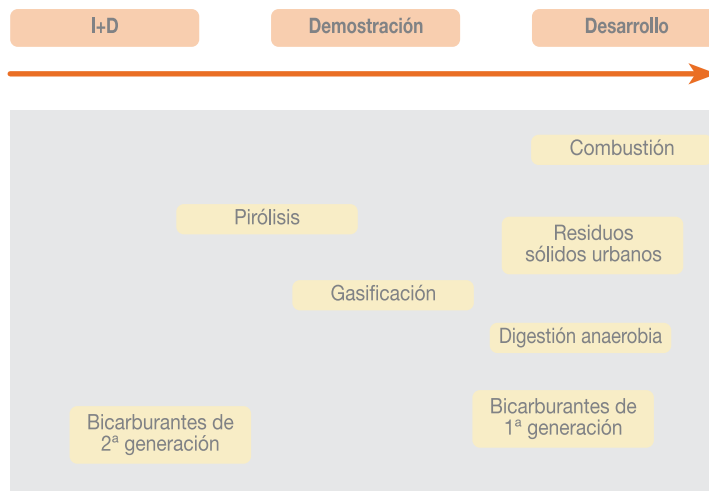 I+D
Demostración
Desarrollo
Combustión
Pirólisis
Residuos
sólidos urbanos
Gasificación
Digestión anaerobia
Bicarburantes de
2ª generación
Bicarburantes de
1ª generación